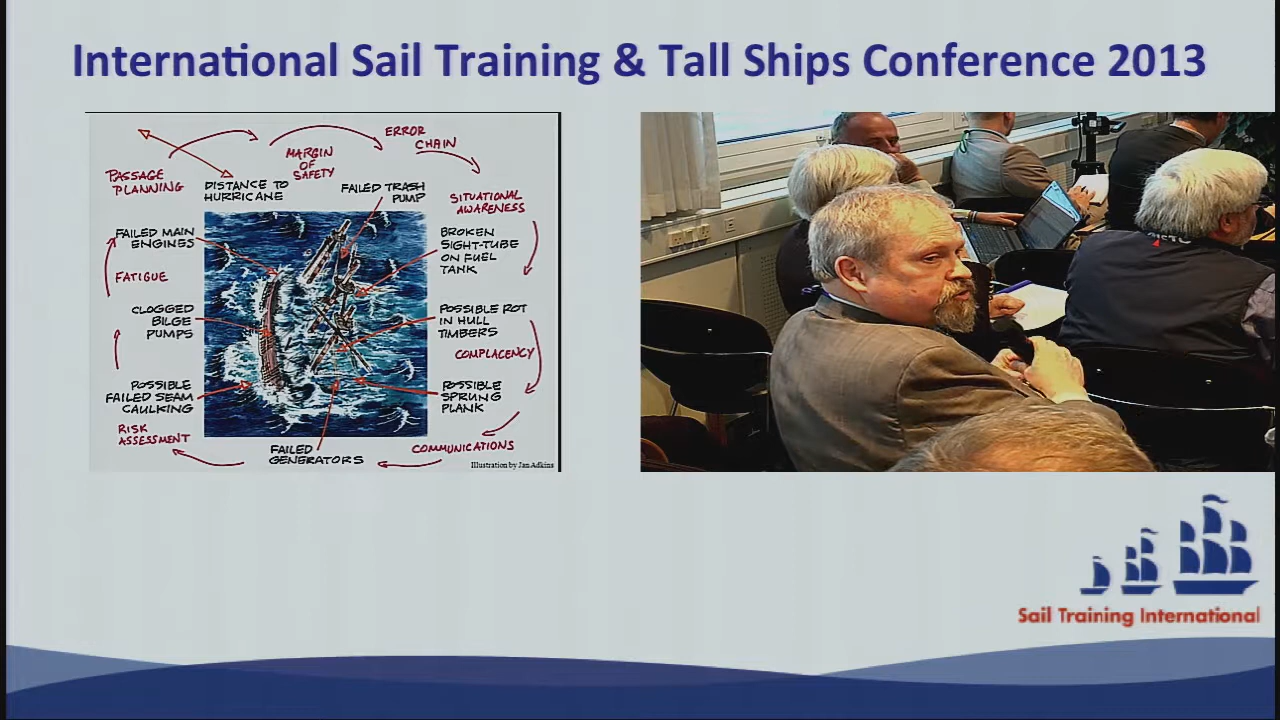 International Sail Training & Tall Ships Conference 2013
ERROR
CHAIN
MARGIN
OF
SAFETY
PASSAGE
PLANNING
DISTANCE TO
HURRICANE
FAILED TRASH
PUMP
SITUATIONAL
AWARENESS
FAILED MAIN
ENGINES
BROKEN
SIGHT-TUBE
ON FUEL
TANK
FATIGUE
CLOGGED
BILGE
PUMPS
POSSIBLE ROT
IN HULL
TIMBERS
COMPLACENCY
POSSIBLE
FAILED SEAM
CAULKING
POSSIBLE
SPRUNG
PLANK
RISK
ASSESSMENT
FAILED
GENERATORS
COMMUNICATIONS
Illustration by Jan Adkins
Sail Training International